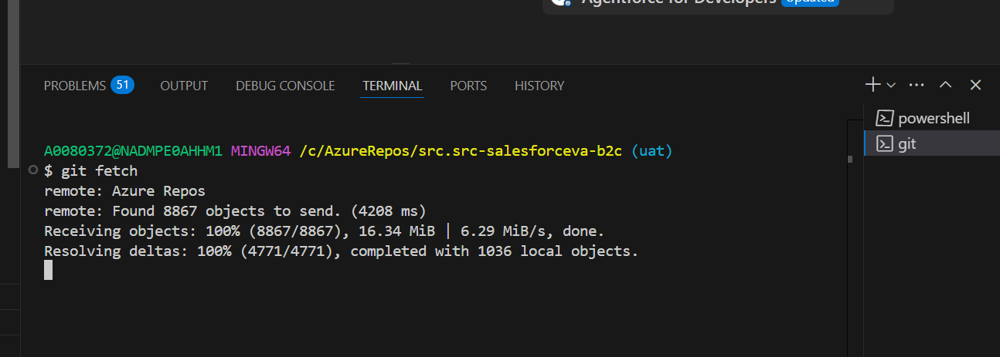 Agentforce for Developers Updated
PROBLEMS 51 OUTPUT DEBUG CONSOLE TERMINAL PORTS HISTORY
powershell
git
A0080372@NADMPE0AHHM1 MINGW64 /c/AzureRepos/src.src-salesforceva-b2c (uat)
$ git fetch
remote: Azure Repos
remote: Found 8867 objects to send. (4208 ms)
Receiving objects: 100% (8867/8867), 16.34 MiB | 6.29 MiB/s, done.
Resolving deltas: 100% (4771/4771), completed with 1036 local objects.